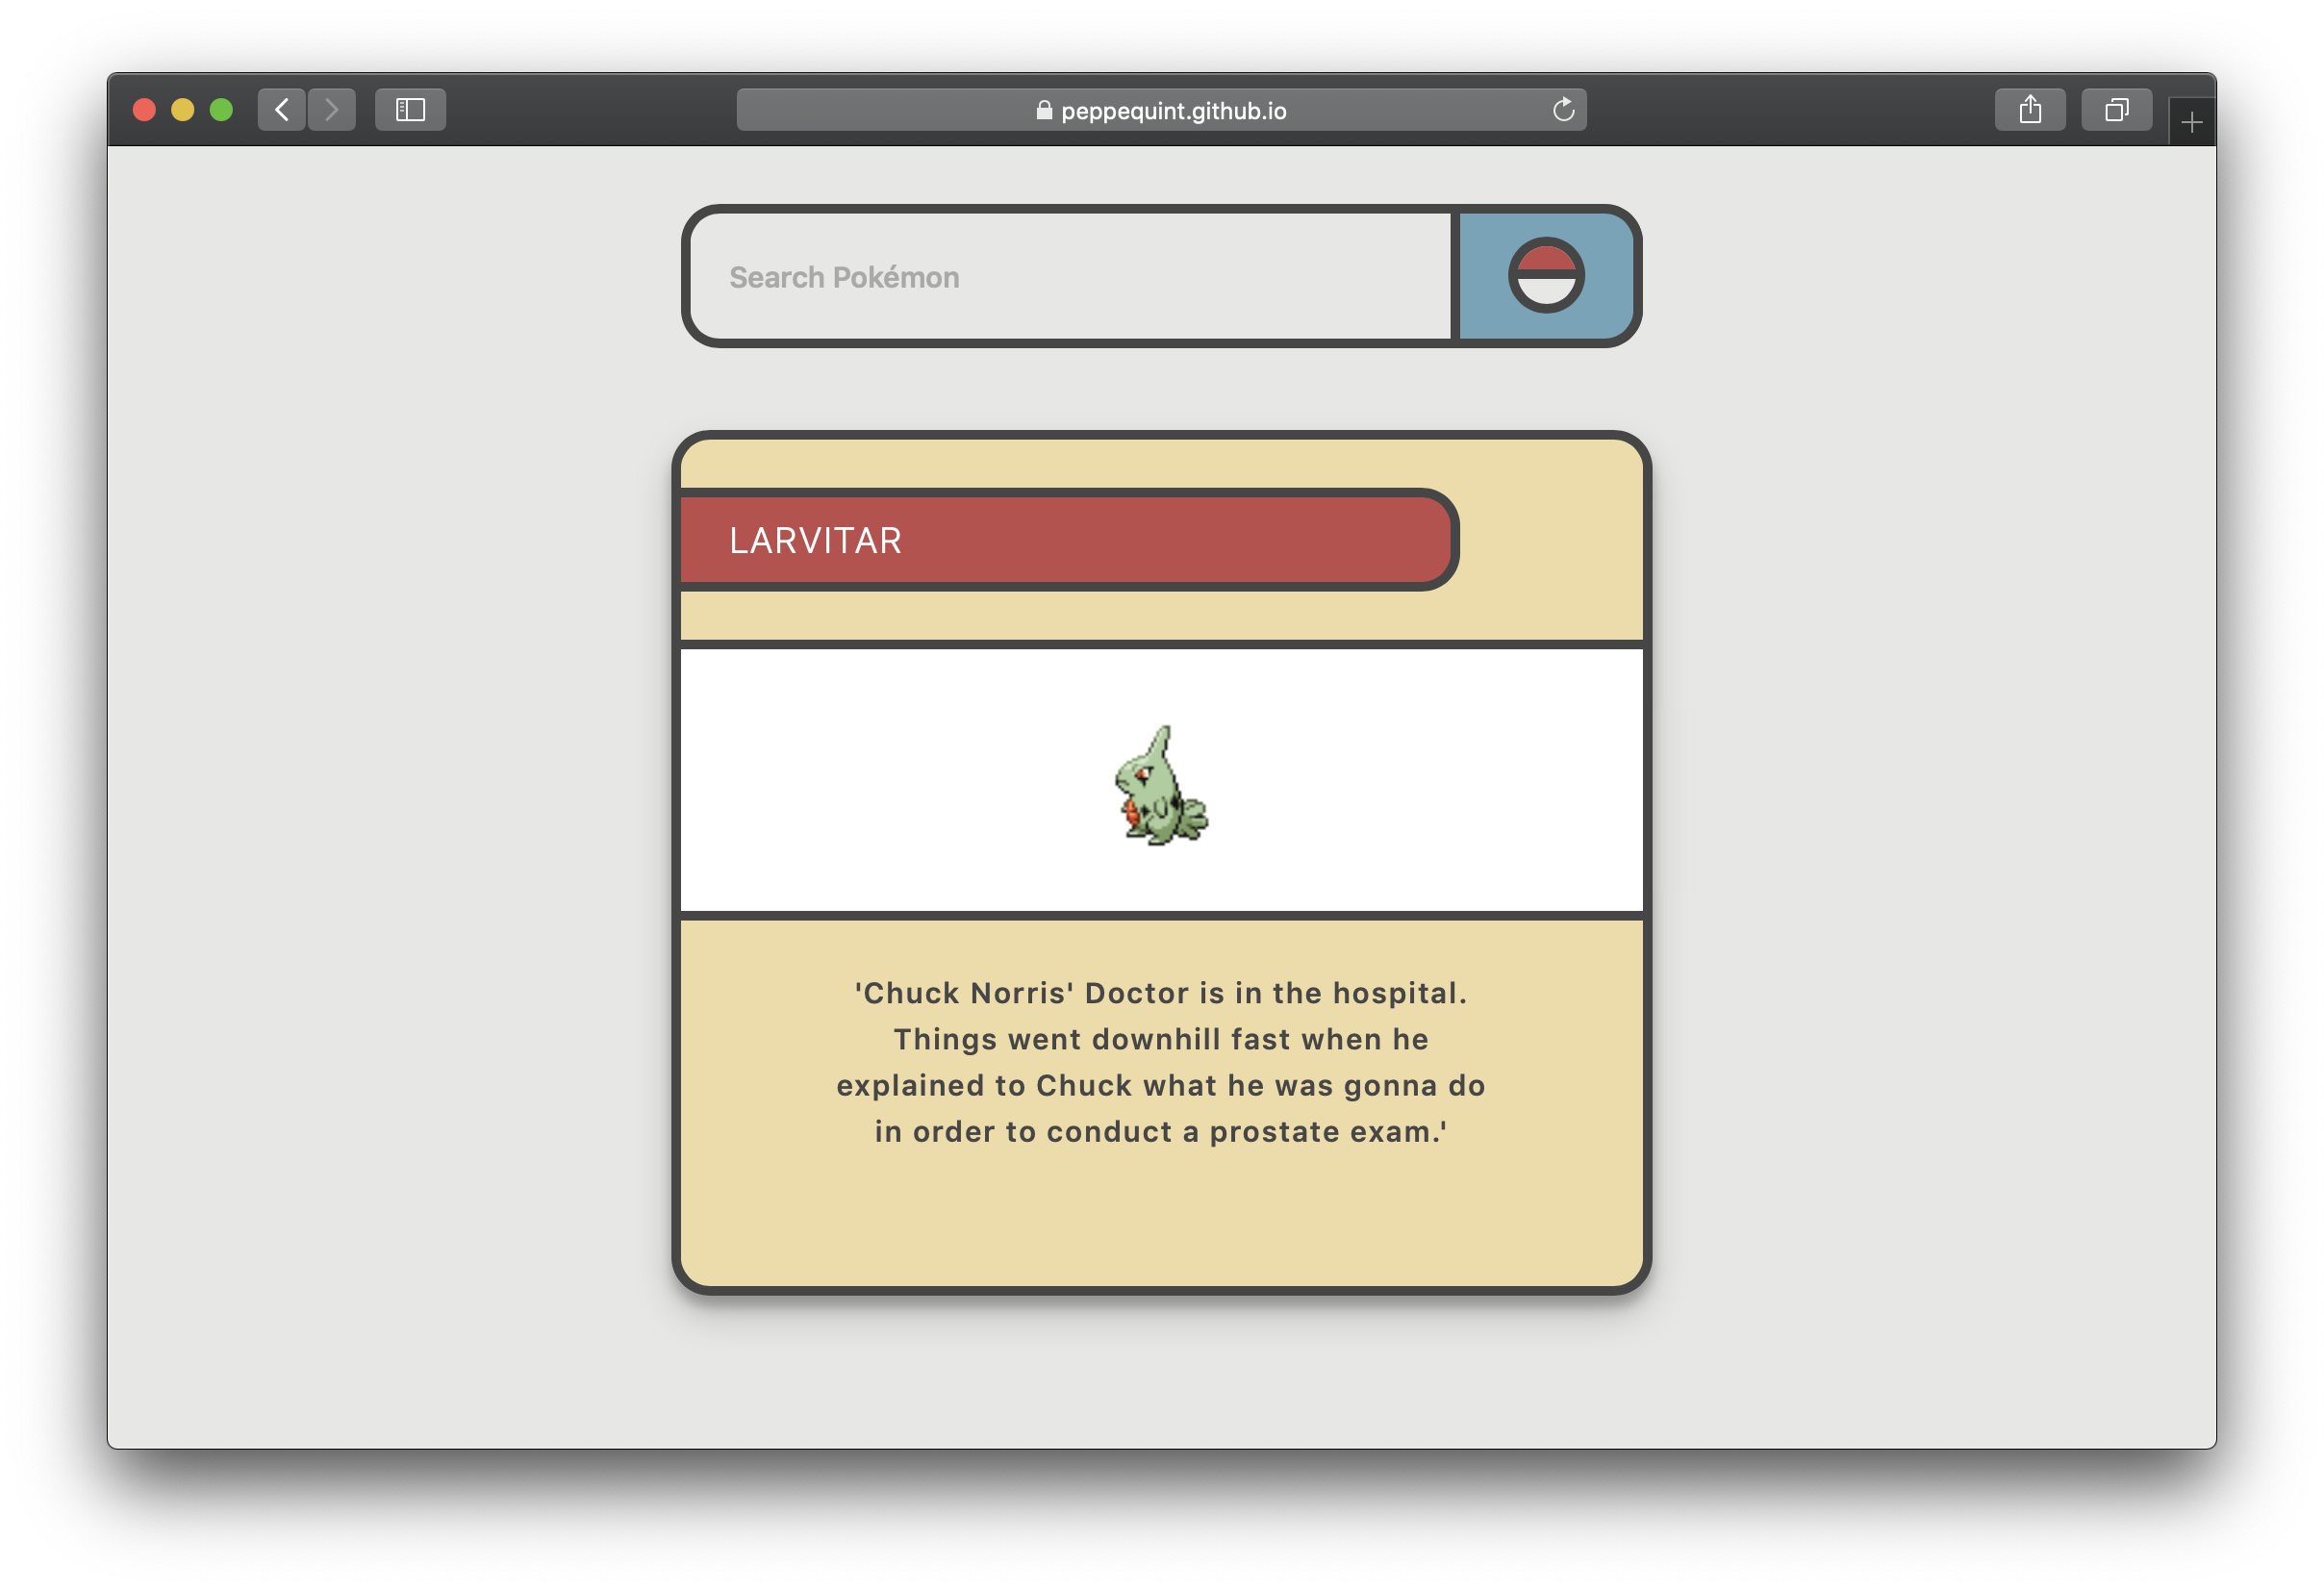 peppequint.github.io
Search Pokémon
LARVITAR
'Chuck Norris' Doctor is in the hospital.
Things went downhill fast when he
explained to Chuck what he was gonna do
in order to conduct a prostate exam.'